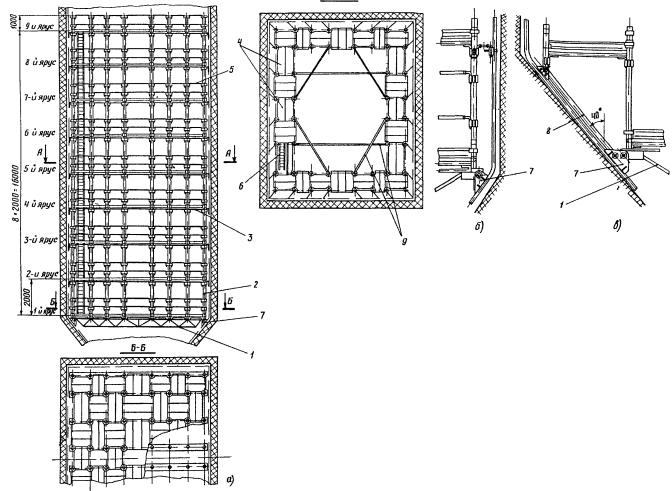 1000
9-й ярус
8-й ярус
7-й ярус
6-й ярус
5-й ярус
4-й ярус
3-й ярус
2-й ярус
1-й ярус
8×2000=16000
2000
А
А
Б
Б
5
3
2
7
1
Б-Б
а)
4
6
9
7
б)
40°
8
7
1
в)